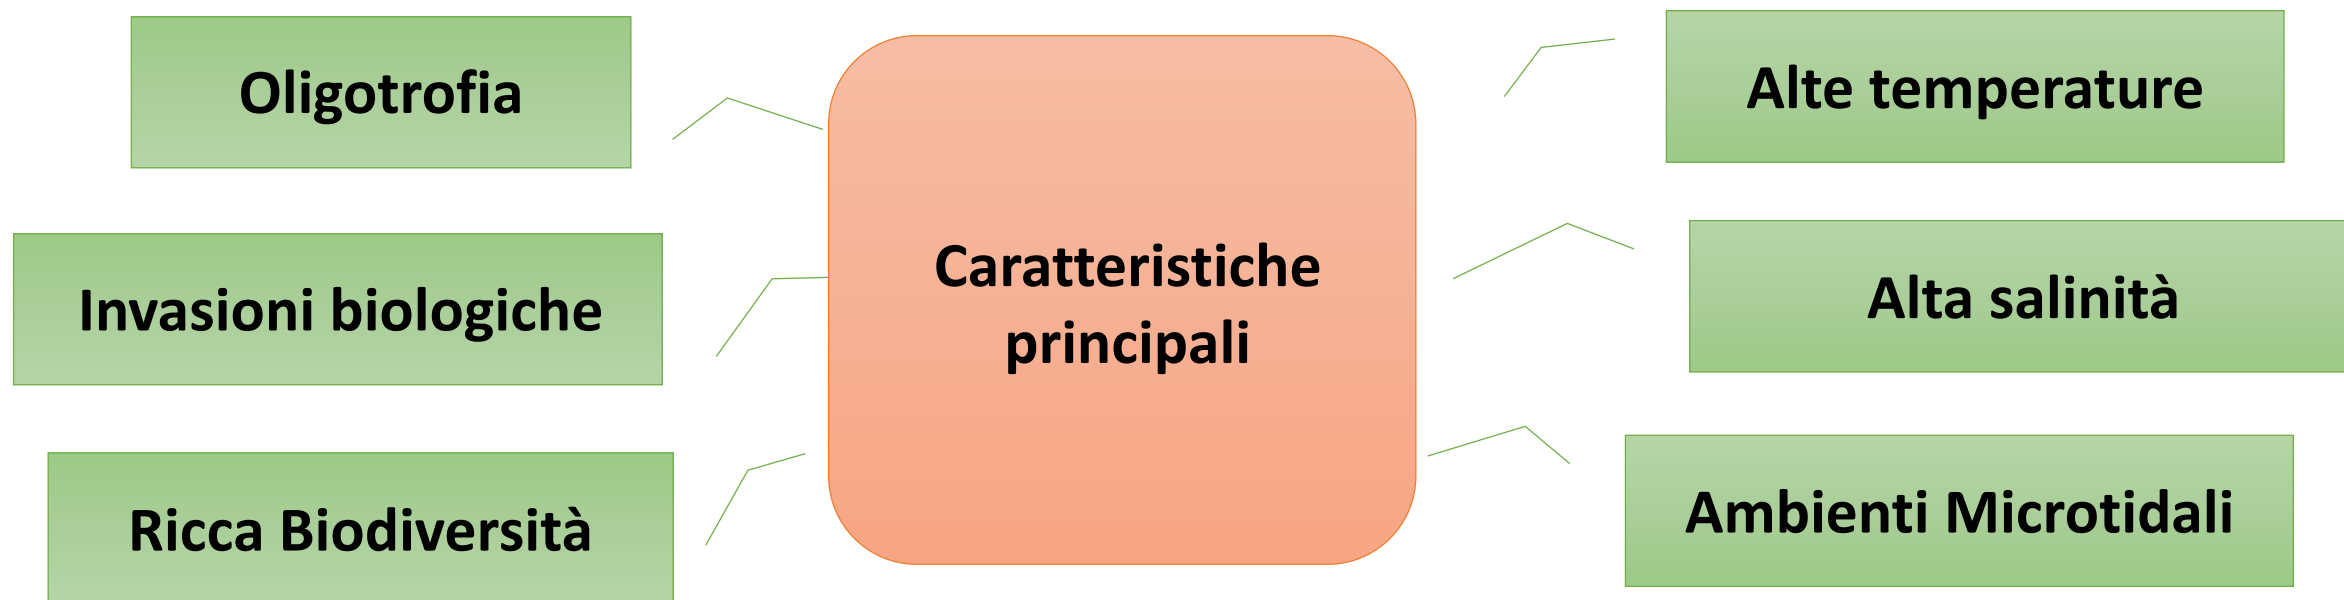 Oligotrofia
Invasioni biologiche
Ricca Biodiversità
Caratteristiche
principali
Alte temperature
Alta salinità
Ambienti Microtidali